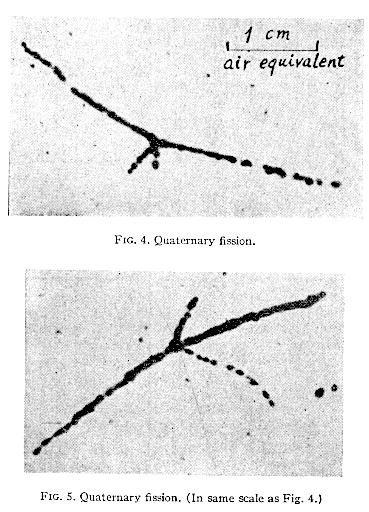 1 cm
air equivalent
FIG. 4. Quaternary fission.
FIG. 5. Quaternary fission. (In same scale as Fig. 4.)